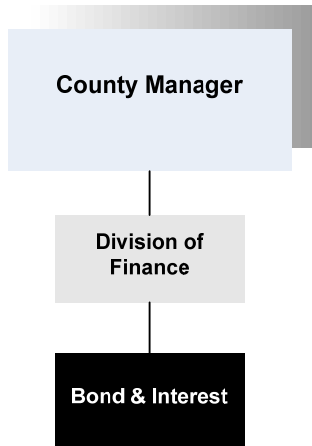 County Manager
Division of
Finance
Bond & Interest